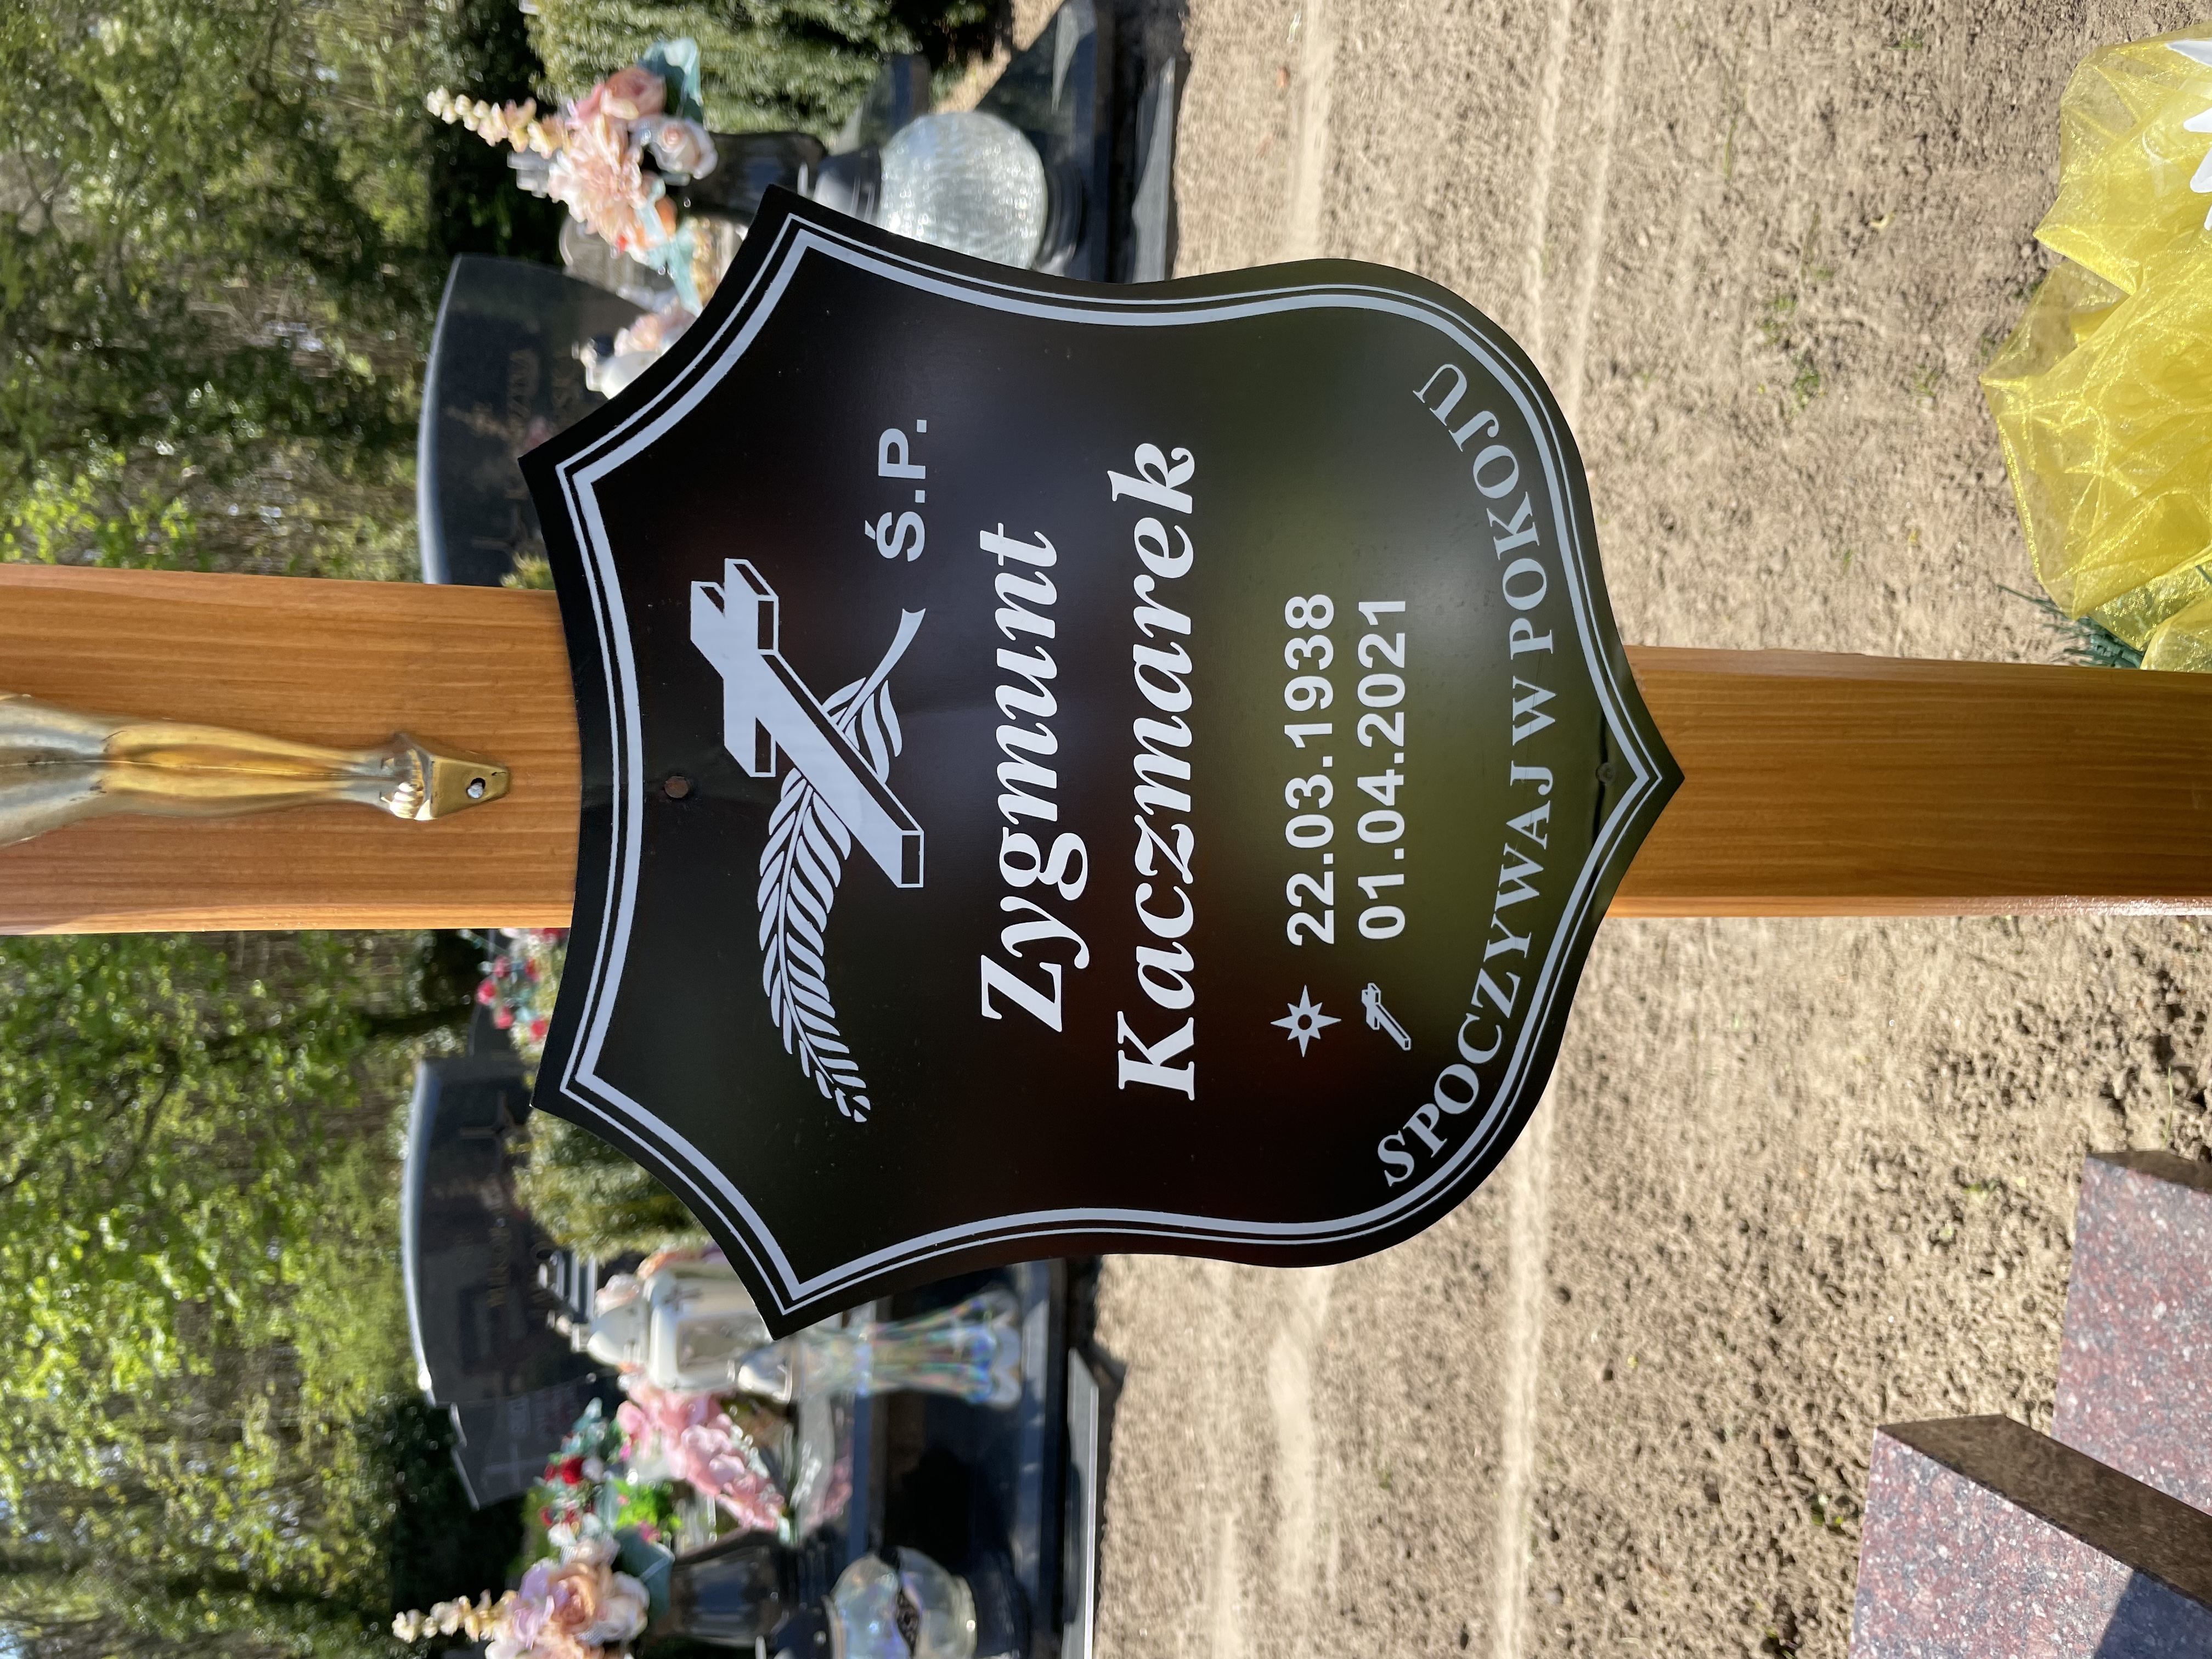 Ś.P.
Zygmunt
Kaczmarek
22.03.1938
01.04.2021
SPOCZYWAJ W POKOJU